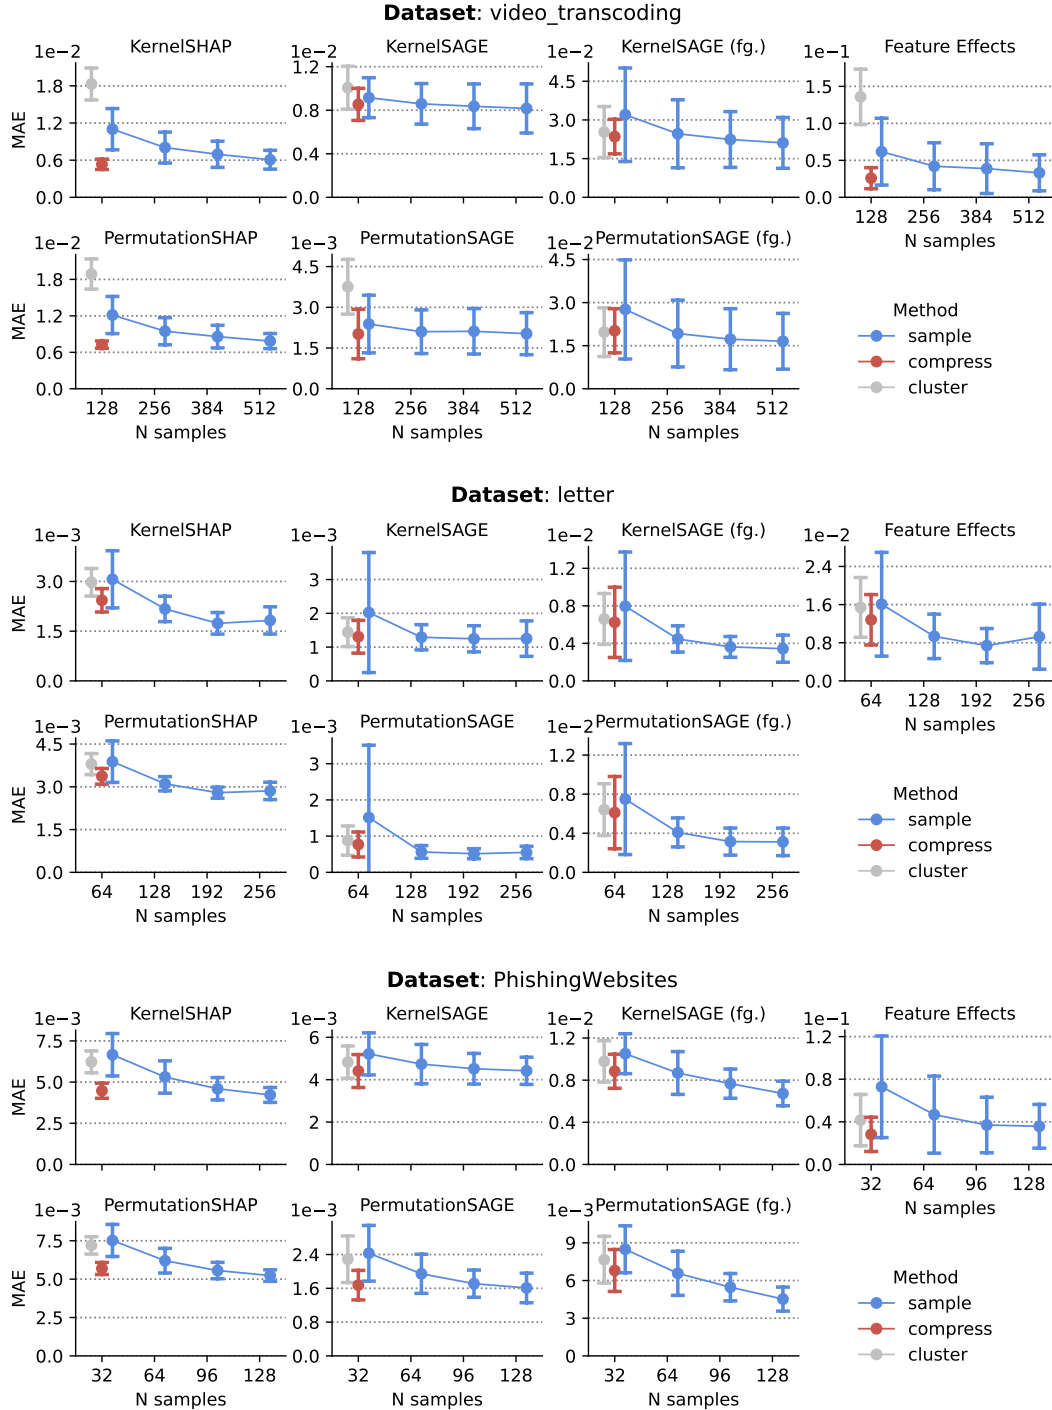 Dataset: video_transcoding
1e−2 KernelSHAP
1e−2 KernelSAGE
1e−2 KernelSAGE (fg.)
1e−1 Feature Effects
MAE
1.8
1.2
0.6
0.0
1.2
0.8
0.4
0.0
4.5
3.0
1.5
0.0
1.5
1.0
0.5
0.0
128 256 384 512
N samples
1e−2 PermutationSHAP
1e−3 PermutationSAGE
1e−2 PermutationSAGE (fg.)
MAE
1.8
1.2
0.6
0.0
4.5
3.0
1.5
0.0
4.5
3.0
1.5
0.0
128 256 384 512
128 256 384 512
128 256 384 512
N samples
N samples
N samples
Method
sample
compress
cluster
Dataset: letter
1e−3 KernelSHAP
1e−3 KernelSAGE
1e−2 KernelSAGE (fg.)
1e−2 Feature Effects
MAE
3.0
1.5
0.0
3
2
1
0
1.2
0.8
0.4
0.0
2.4
1.6
0.8
0.0
64 128 192 256
N samples
1e−3 PermutationSHAP
1e−3 PermutationSAGE
1e−2 PermutationSAGE (fg.)
MAE
4.5
3.0
1.5
0.0
3
2
1
0
1.2
0.8
0.4
0.0
64 128 192 256
64 128 192 256
64 128 192 256
N samples
N samples
N samples
Method
sample
compress
cluster
Dataset: PhishingWebsites
1e−3 KernelSHAP
1e−3 KernelSAGE
1e−2 KernelSAGE (fg.)
1e−1 Feature Effects
MAE
7.5
5.0
2.5
0.0
6
4
2
0
1.2
0.8
0.4
0.0
1.2
0.8
0.4
0.0
32 64 96 128
N samples
1e−3 PermutationSHAP
1e−3 PermutationSAGE
1e−3 PermutationSAGE (fg.)
MAE
7.5
5.0
2.5
0.0
2.4
1.6
0.8
0.0
9
6
3
0
32 64 96 128
32 64 96 128
32 64 96 128
N samples
N samples
N samples
Method
sample
compress
cluster